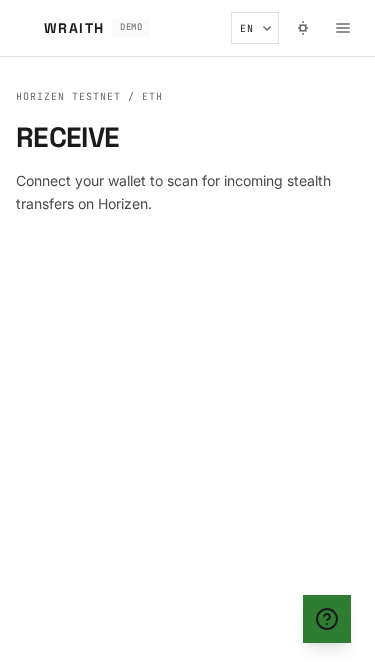 WRAITH DEMO EN
HORIZEN TESTNET / ETH
RECEIVE
Connect your wallet to scan for incoming stealth
transfers on Horizen.